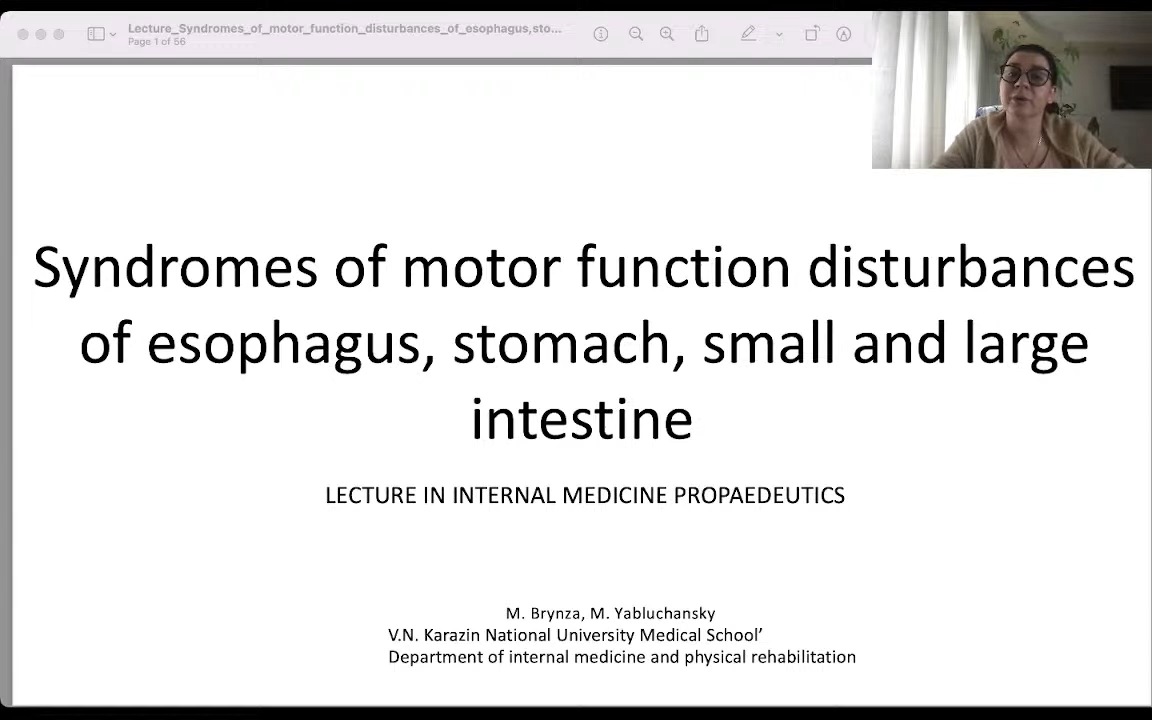 Lecture_Syndromes_of_motor_function_disturbances_of_esophagus,sto...
Page 1 of 56
Syndromes of motor function disturbances
of esophagus, stomach, small and large
intestine
LECTURE IN INTERNAL MEDICINE PROPAEDEUTICS
M. Brynza, M. Yabluchansky
V.N. Karazin National University Medical School’
Department of internal medicine and physical rehabilitation